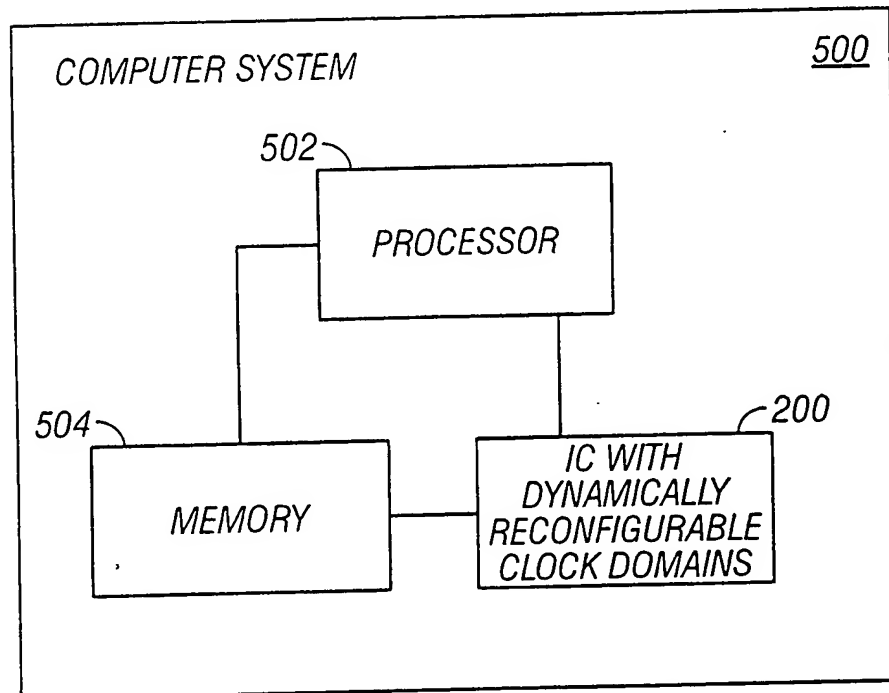 COMPUTER SYSTEM
500
502
PROCESSOR
504
MEMORY
200
IC WITH
DYNAMICALLY
RECONFIGURABLE
CLOCK DOMAINS